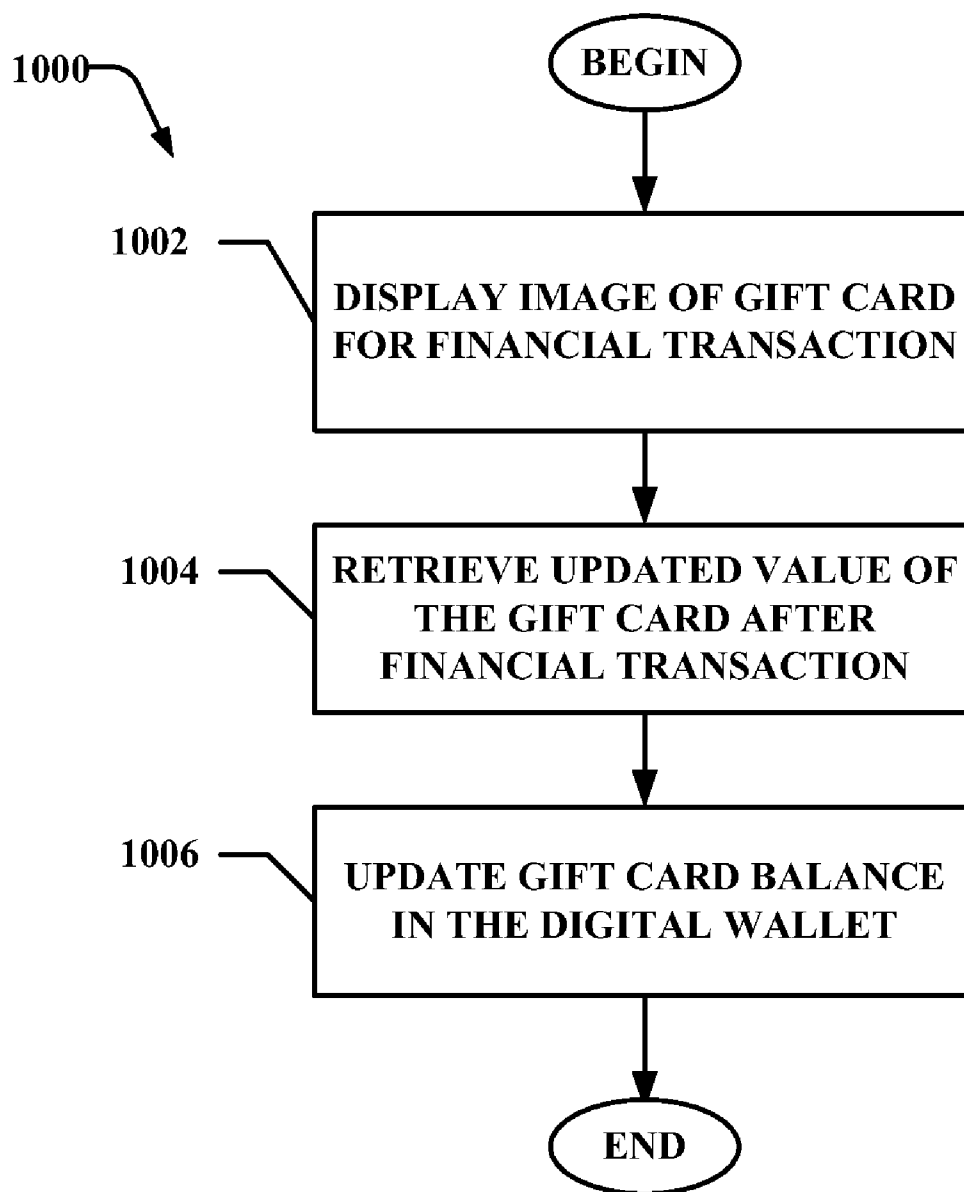 1000
BEGIN
1002
DISPLAY IMAGE OF GIFT CARD
FOR FINANCIAL TRANSACTION
1004
RETRIEVE UPDATED VALUE OF
THE GIFT CARD AFTER
FINANCIAL TRANSACTION
1006
UPDATE GIFT CARD BALANCE
IN THE DIGITAL WALLET
END